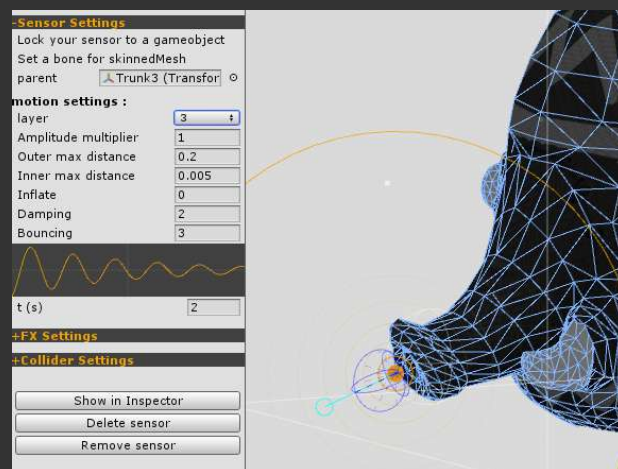 -Sensor Settings
Lock your sensor to a gameobject
Set a bone for skinnedMesh
parent Trunk3 (Transfor
motion settings :
layer 3
Amplitude multiplier 1
Outer max distance 0.2
Inner max distance 0.005
Inflate 0
Damping 2
Bouncing 3
t (s) 2
+FX Settings
+Collider Settings
Show in Inspector
Delete sensor
Remove sensor